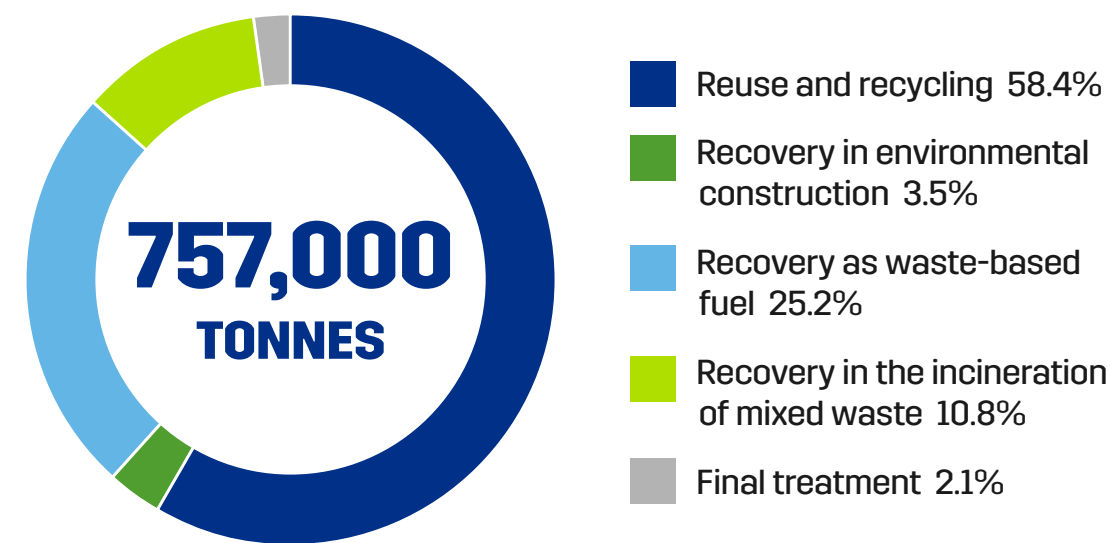 757,000
TONNES
Reuse and recycling 58.4%
Recovery in environmental
construction 3.5%
Recovery as waste-based
fuel 25.2%
Recovery in the incineration
of mixed waste 10.8%
Final treatment 2.1%